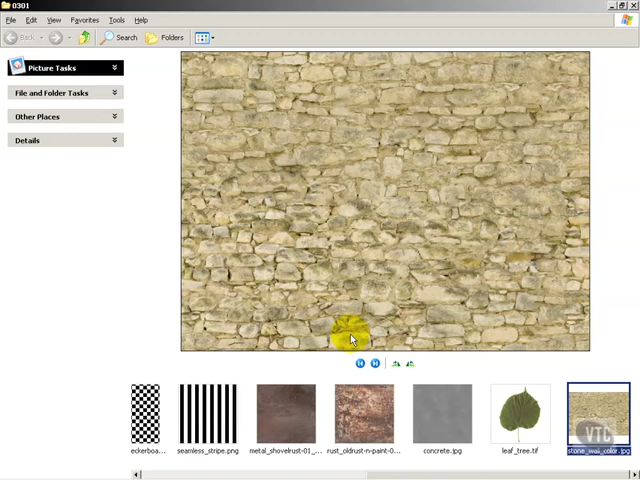 0301
File Edit View Favorites Tools Help
Back Search Folders
Picture Tasks
File and Folder Tasks
Other Places
Details
eckerboa... seamless_stripe.png metal_shovelrust-01_... rust_oldrust-n-paint-0... concrete.jpg leaf_tree.tif stone_wall_color.jpg
VTC